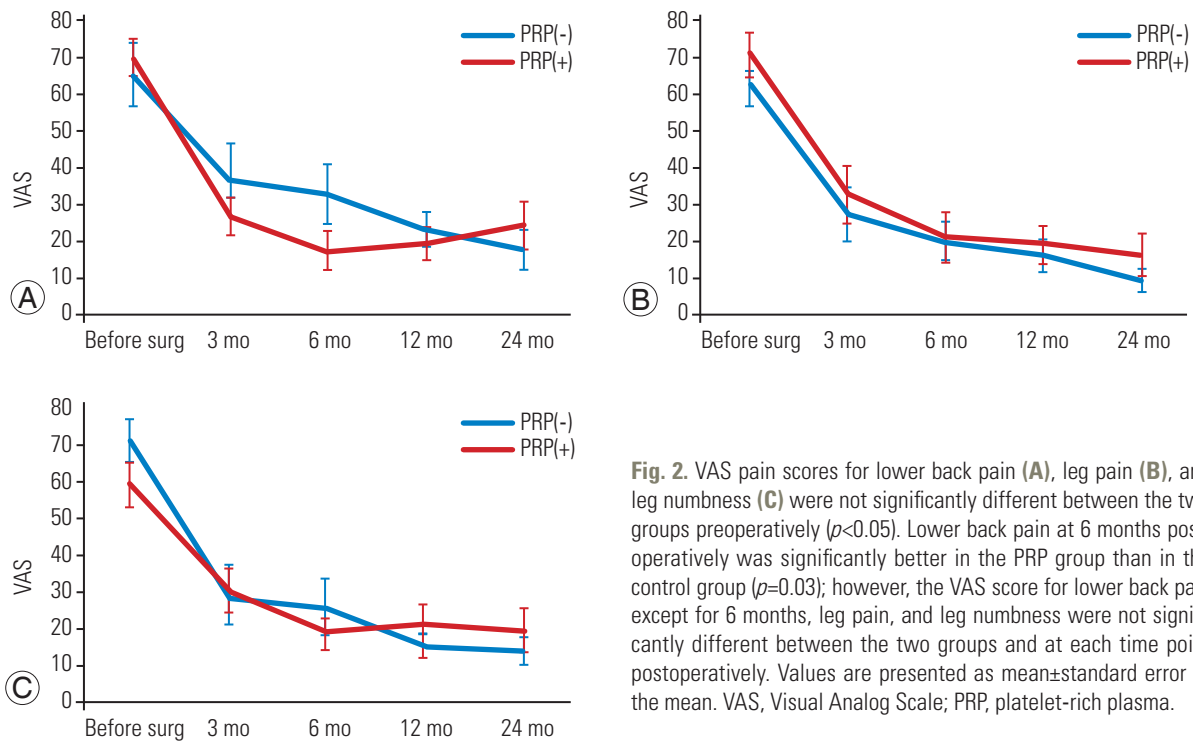 80
70
60
50
40
30
20
10
0
VAS
PRP(-)
PRP(+)
A
Before surg 3 mo 6 mo 12 mo 24 mo
80
70
60
50
40
30
20
10
0
VAS
PRP(-)
PRP(+)
B
Before surg 3 mo 6 mo 12 mo 24 mo
80
70
60
50
40
30
20
10
0
VAS
PRP(-)
PRP(+)
C
Before surg 3 mo 6 mo 12 mo 24 mo
Fig. 2. VAS pain scores for lower back pain (A), leg pain (B), an
leg numbness (C) were not significantly different between the tw
groups preoperatively (p<0.05). Lower back pain at 6 months pos
operatively was significantly better in the PRP group than in th
control group (p=0.03); however, the VAS score for lower back pa
except for 6 months, leg pain, and leg numbness were not signi
cantly different between the two groups and at each time poi
postoperatively. Values are presented as mean±standard error
the mean. VAS, Visual Analog Scale; PRP, platelet-rich plasma.